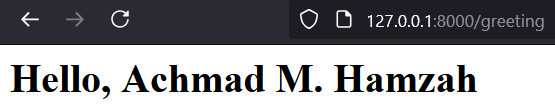 127.0.0.1:8000/greeting
Hello, Achmad M. Hamzah